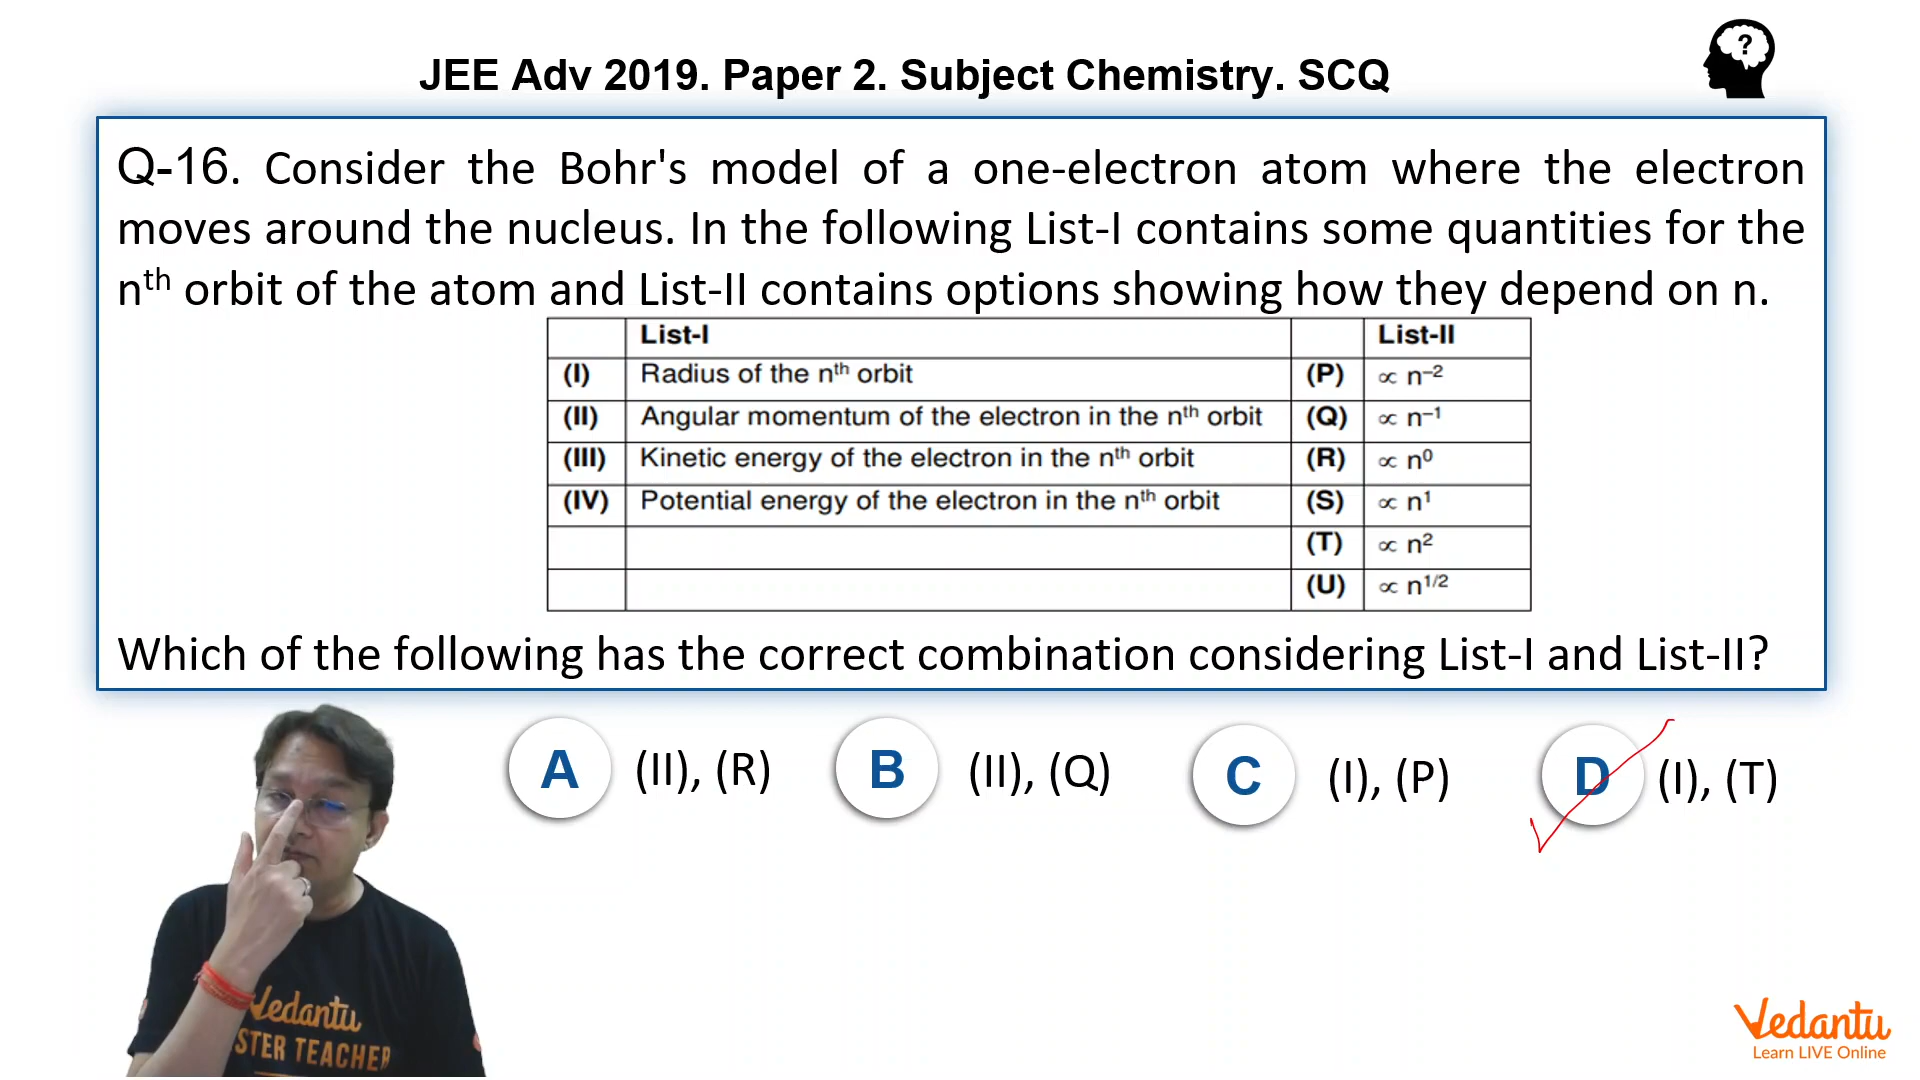 JEE Adv 2019. Paper 2. Subject Chemistry. SCQ
?
Q-16. Consider the Bohr's model of a one-electron atom where the electron
moves around the nucleus. In the following List-I contains some quantities for the
nth orbit of the atom and List-II contains options showing how they depend on n.
List-I List-II
(I) Radius of the nth orbit (P) ∝ n–2
(II) Angular momentum of the electron in the nth orbit (Q) ∝ n–1
(III) Kinetic energy of the electron in the nth orbit (R) ∝ n0
(IV) Potential energy of the electron in the nth orbit (S) ∝ n1
(T) ∝ n2
(U) ∝ n1/2
Which of the following has the correct combination considering List-I and List-II?
A (II), (R) B (II), (Q) C (I), (P) D (I), (T)
Vedantu
STER TEACHER
Vedantu
Learn LIVE Online